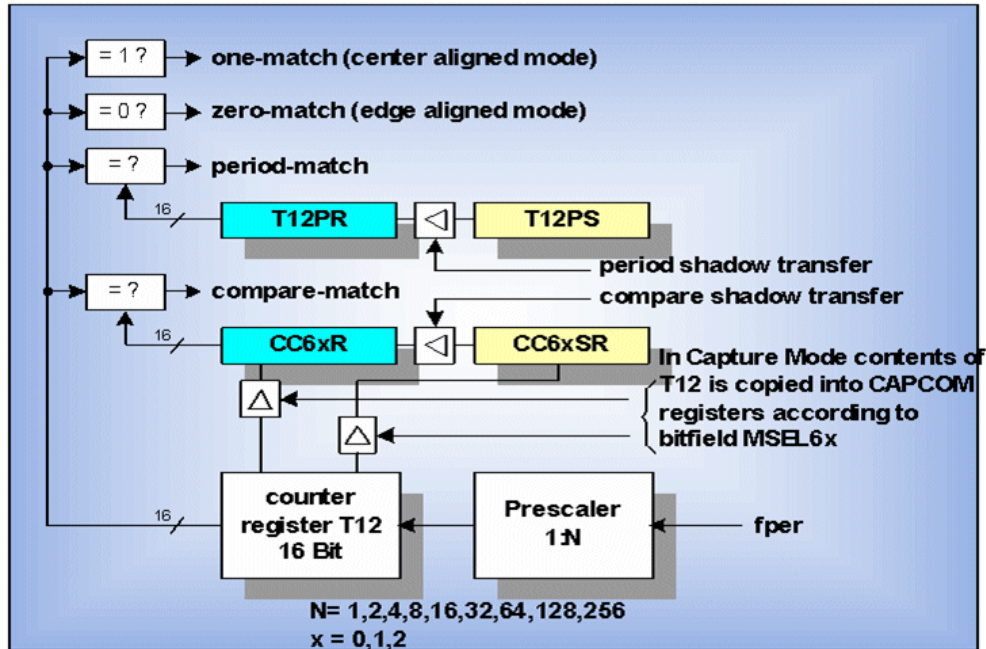 = 1 ? one-match (center aligned mode)
= 0 ? zero-match (edge aligned mode)
= ? period-match
16 T12PR T12PS
period shadow transfer
= ? compare-match
compare shadow transfer
16 CC6xR CC6xSR
In Capture Mode contents of
T12 is copied into CAPCOM
registers according to
bitfield MSEL6x
16
counter
register T12
16 Bit
Prescaler
1:N
fper
N= 1,2,4,8,16,32,64,128,256
x = 0,1,2